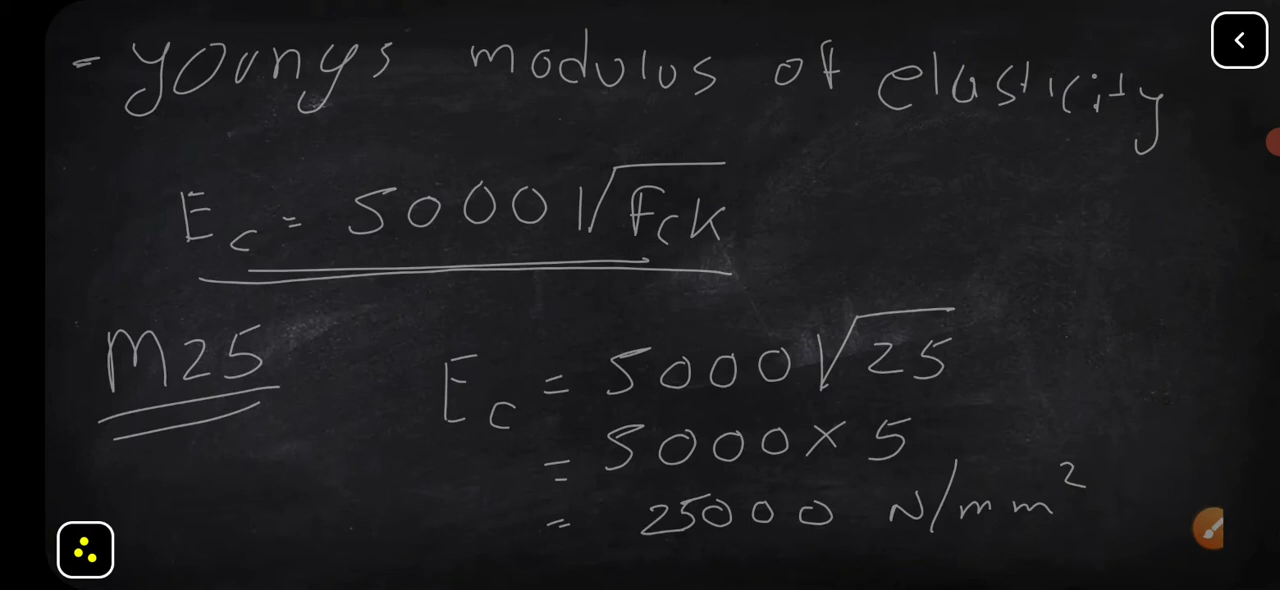 - Youngs modulus of elasticity
Ec = 5000√Fck
M25
Ec = 5000√25
= 5000 × 5
= 25000 N/mm²